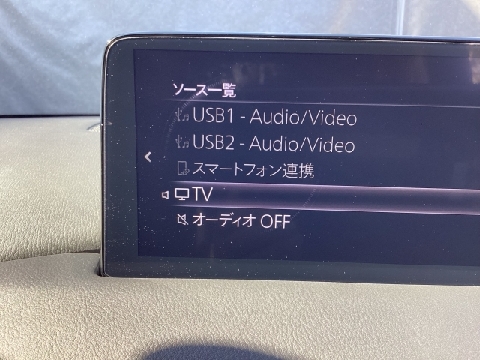 ソース一覧
USB1 - Audio/Video
USB2 - Audio/Video
スマートフォン連携
TV
オーディオ OFF